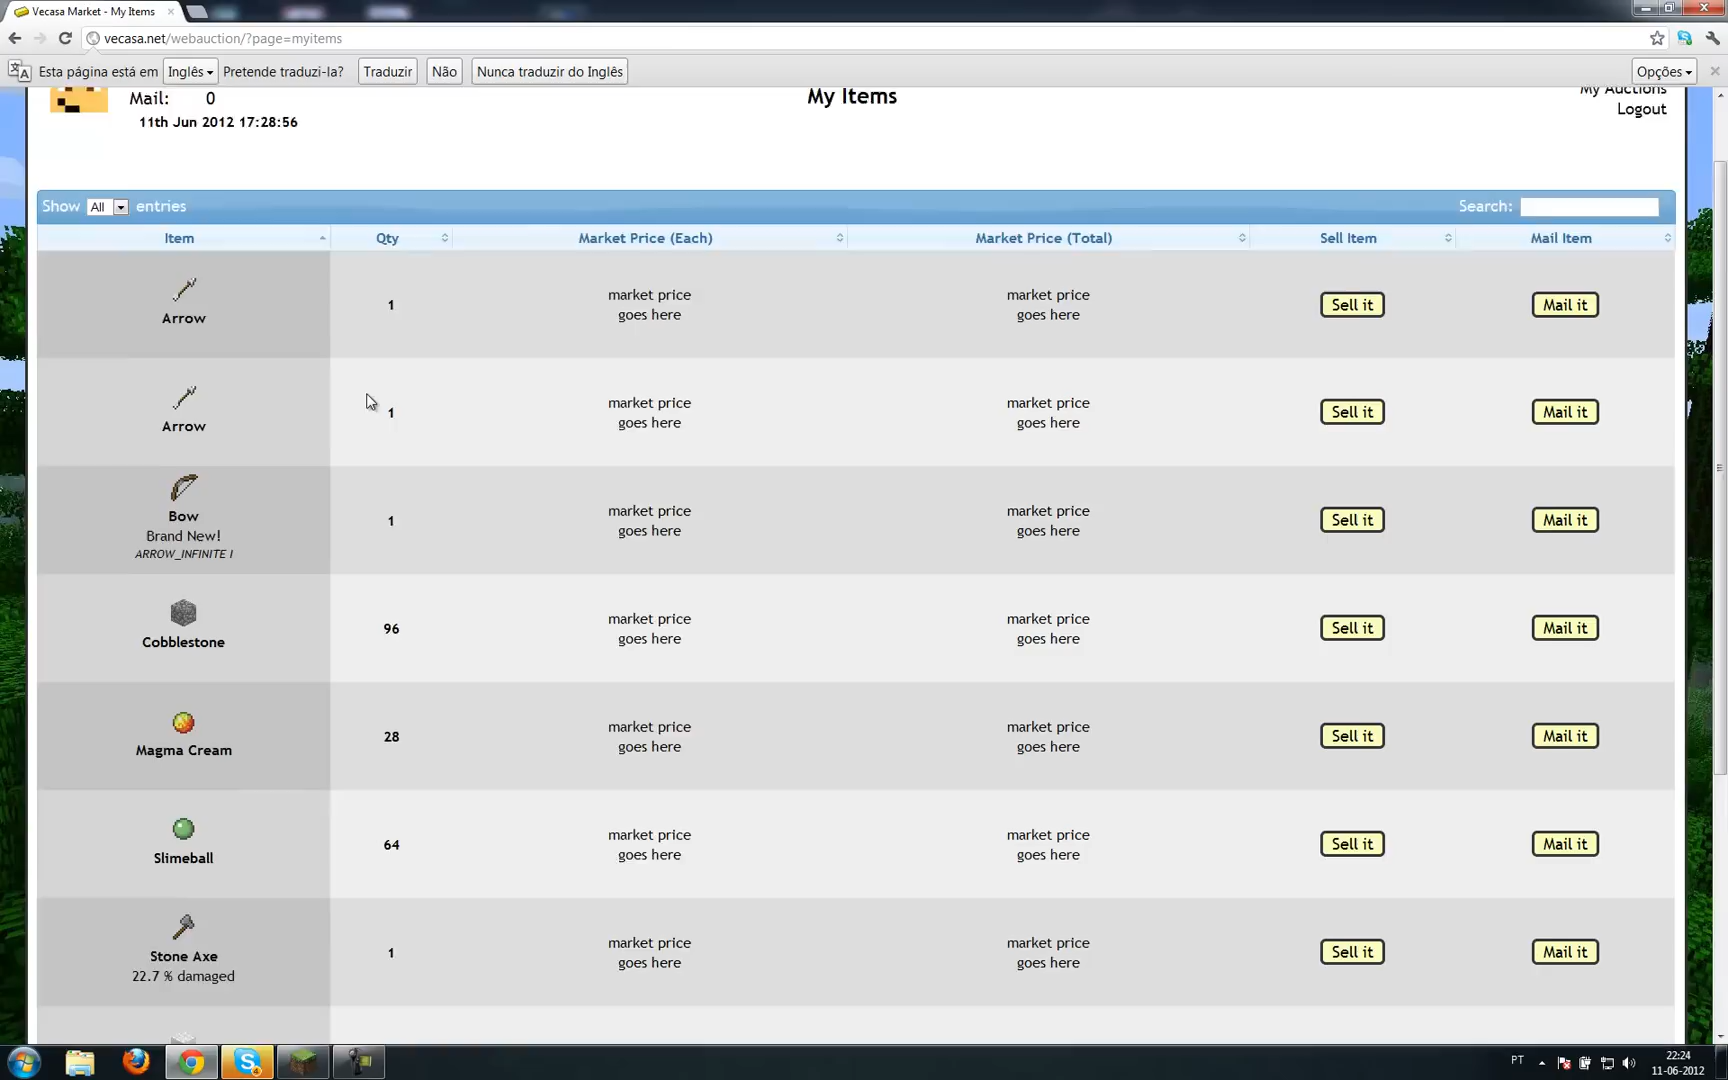 Vecasa Market - My Items
vecasa.net/webauction/?page=myitems
Esta página está em Inglês Pretende traduzi-la? Traduzir Não Nunca traduzir do Inglês Opções
Mail: 0
11th Jun 2012 17:28:56
My Items
My Auctions
Logout
Show All entries Search:
Item Qty Market Price (Each) Market Price (Total) Sell Item Mail Item
Arrow 1 market price goes here market price goes here Sell it Mail it
Arrow 1 market price goes here market price goes here Sell it Mail it
Bow
Brand New!
ARROW_INFINITE I
1 market price goes here market price goes here Sell it Mail it
Cobblestone 96 market price goes here market price goes here Sell it Mail it
Magma Cream 28 market price goes here market price goes here Sell it Mail it
Slimeball 64 market price goes here market price goes here Sell it Mail it
Stone Axe
22.7 % damaged
1 market price goes here market price goes here Sell it Mail it
PT 22:24
11-06-2012